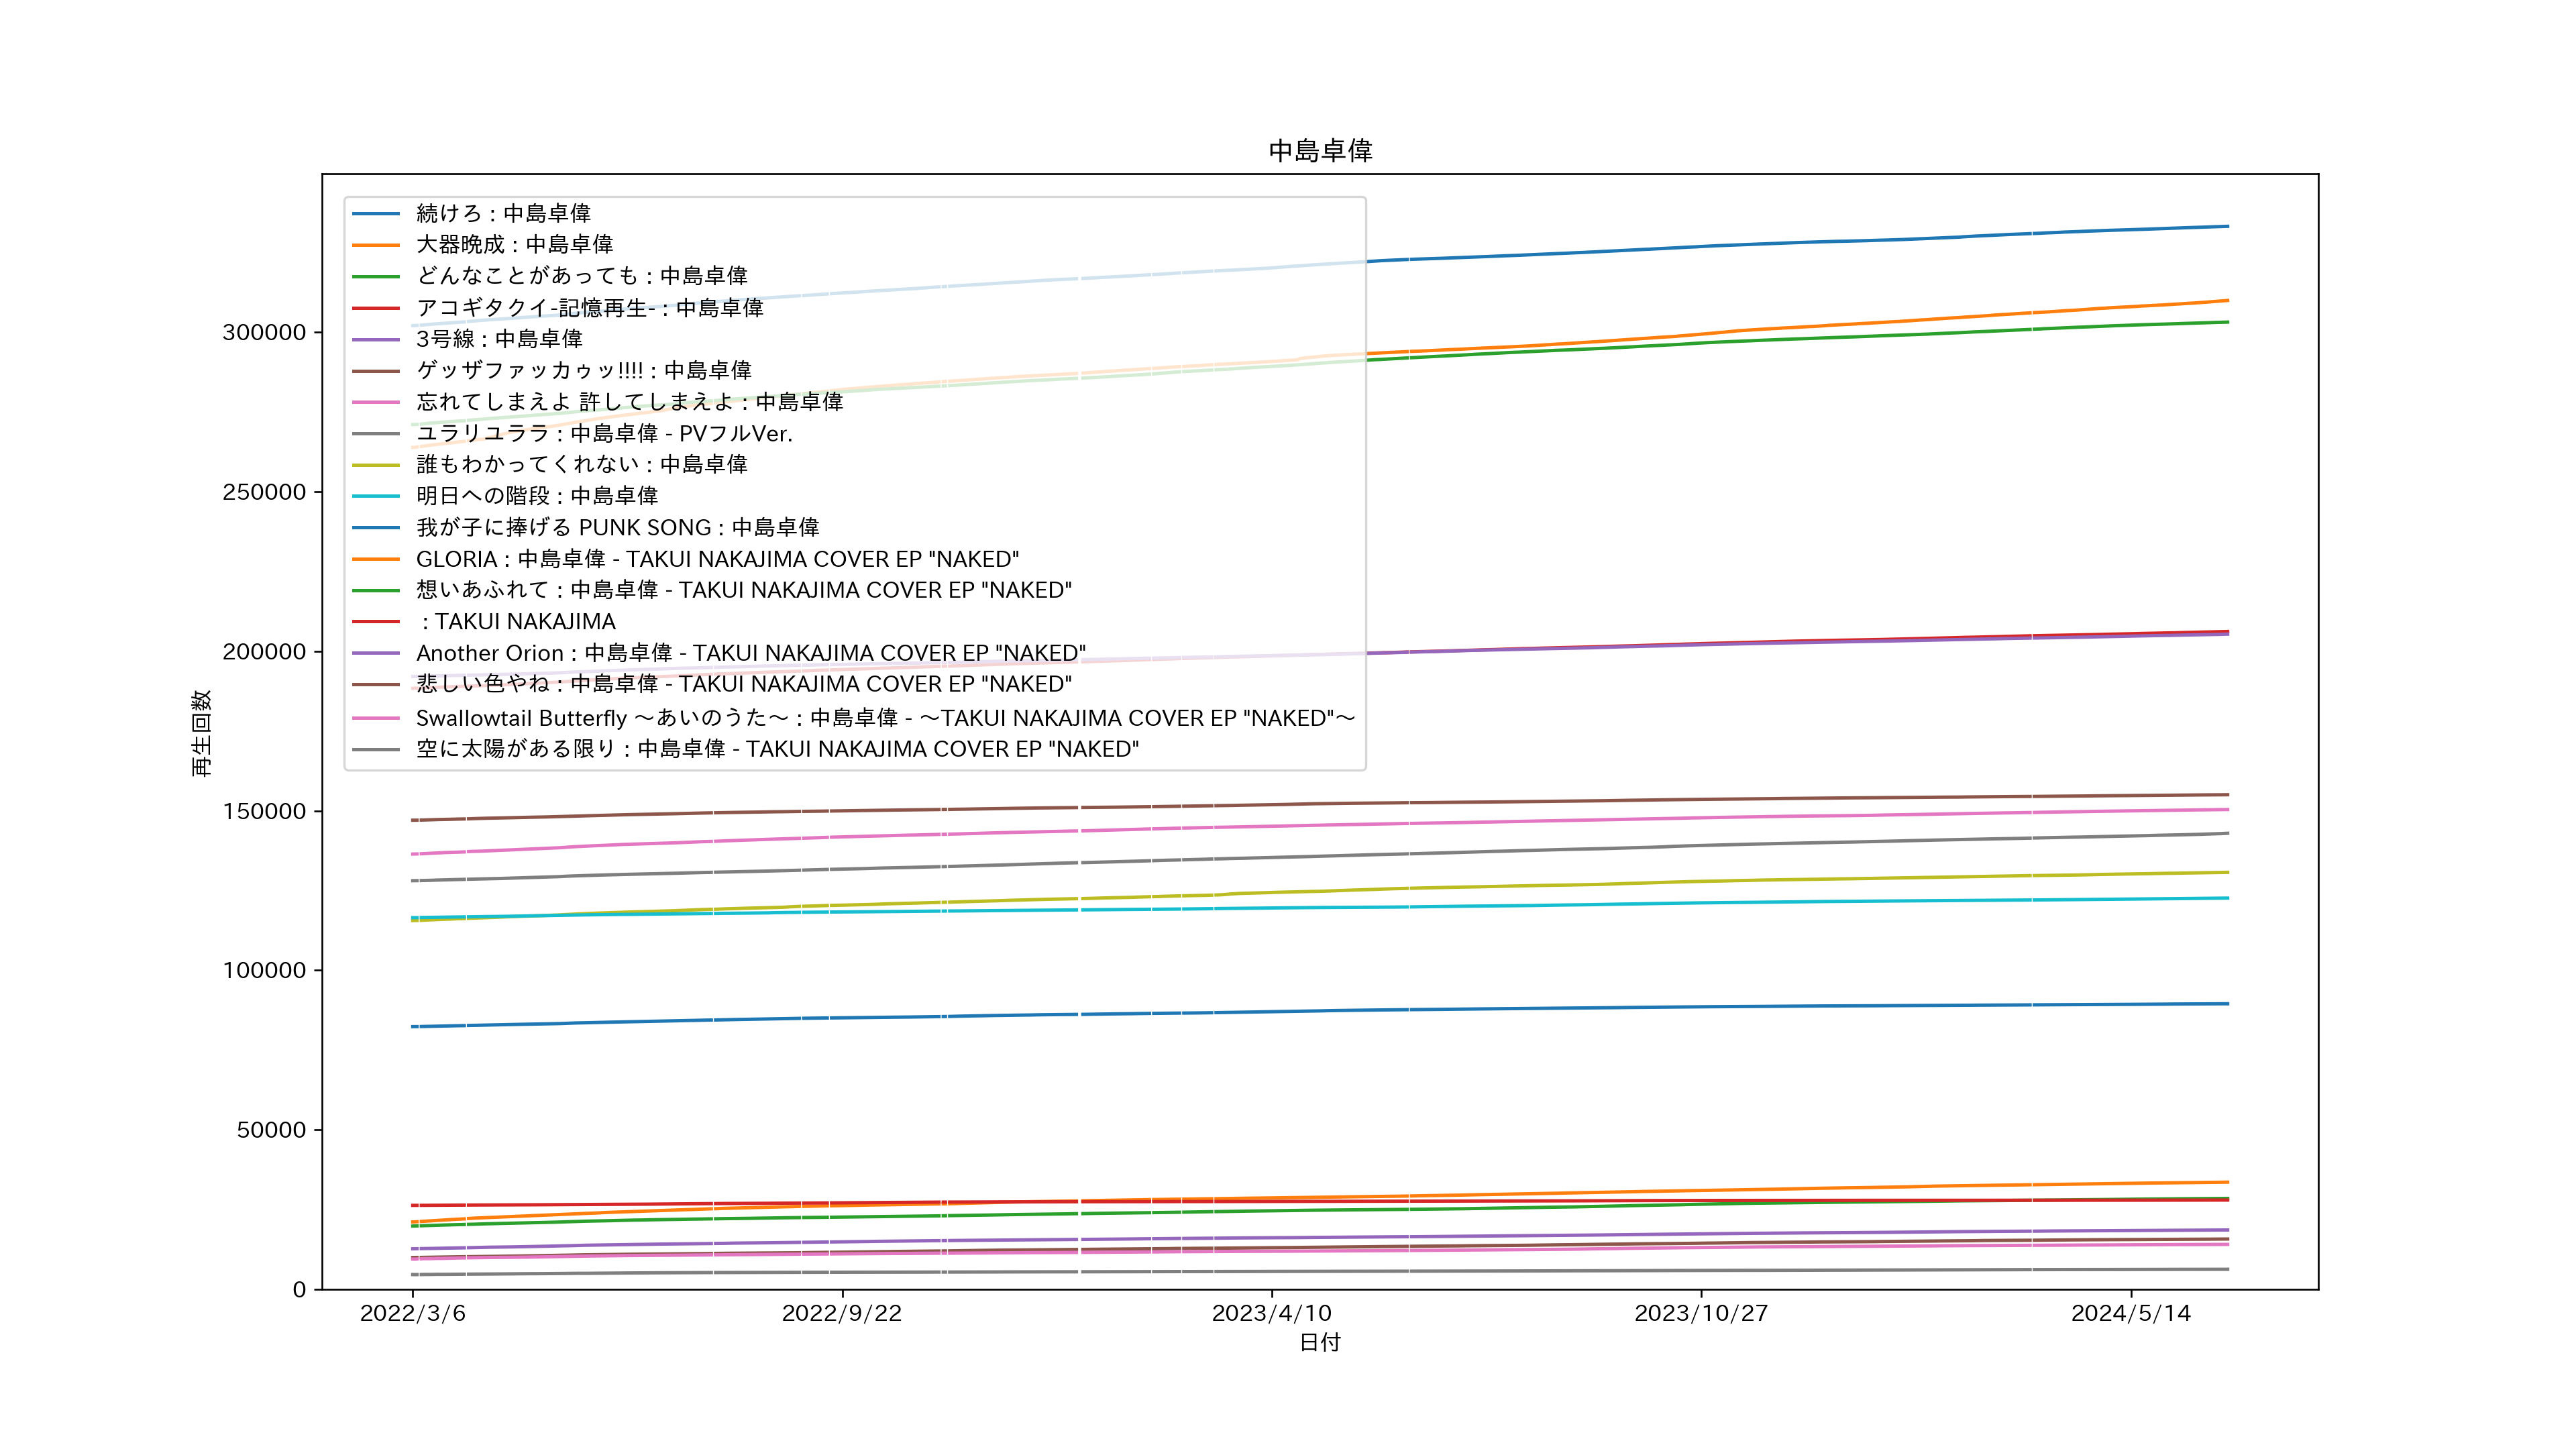 中島卓偉
続けろ : 中島卓偉
大器晩成 : 中島卓偉
どんなことがあっても : 中島卓偉
アコギタクイ-記憶再生- : 中島卓偉
3号線 : 中島卓偉
ゲッザファッカゥッ!!!! : 中島卓偉
忘れてしまえよ 許してしまえよ : 中島卓偉
ユラリユララ : 中島卓偉 - PVフルVer.
誰もわかってくれない : 中島卓偉
明日への階段 : 中島卓偉
我が子に捧げる PUNK SONG : 中島卓偉
GLORIA : 中島卓偉 - TAKUI NAKAJIMA COVER EP "NAKED"
想いあふれて : 中島卓偉 - TAKUI NAKAJIMA COVER EP "NAKED"
: TAKUI NAKAJIMA
Another Orion : 中島卓偉 - TAKUI NAKAJIMA COVER EP "NAKED"
悲しい色やね : 中島卓偉 - TAKUI NAKAJIMA COVER EP "NAKED"
Swallowtail Butterfly 〜あいのうた〜 : 中島卓偉 - 〜TAKUI NAKAJIMA COVER EP "NAKED"〜
空に太陽がある限り : 中島卓偉 - TAKUI NAKAJIMA COVER EP "NAKED"
再生回数
300000
250000
200000
150000
100000
50000
0
2022/3/6
2022/9/22
2023/4/10
2023/10/27
2024/5/14
日付